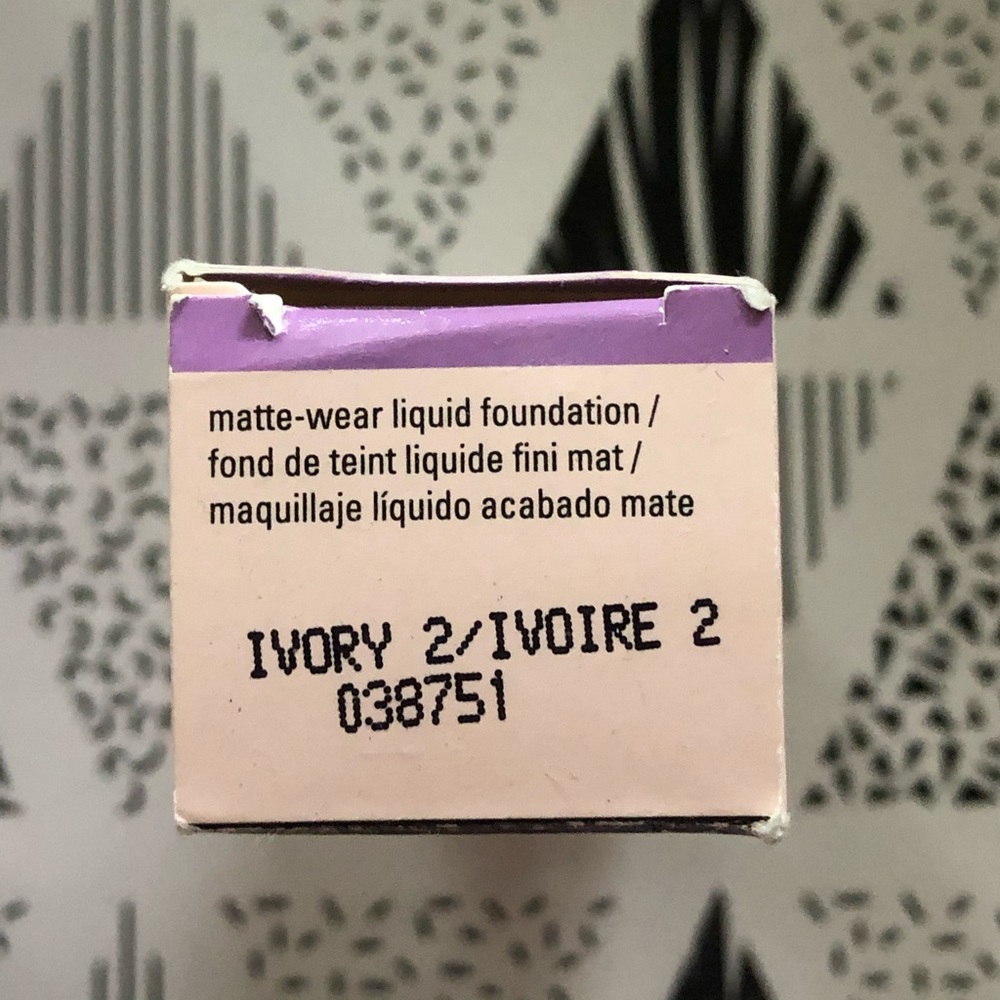 matte-wear liquid foundation /
fond de teint liquide fini mat /
maquillaje líquido acabado mate
IVORY 2/IVOIRE 2
038751